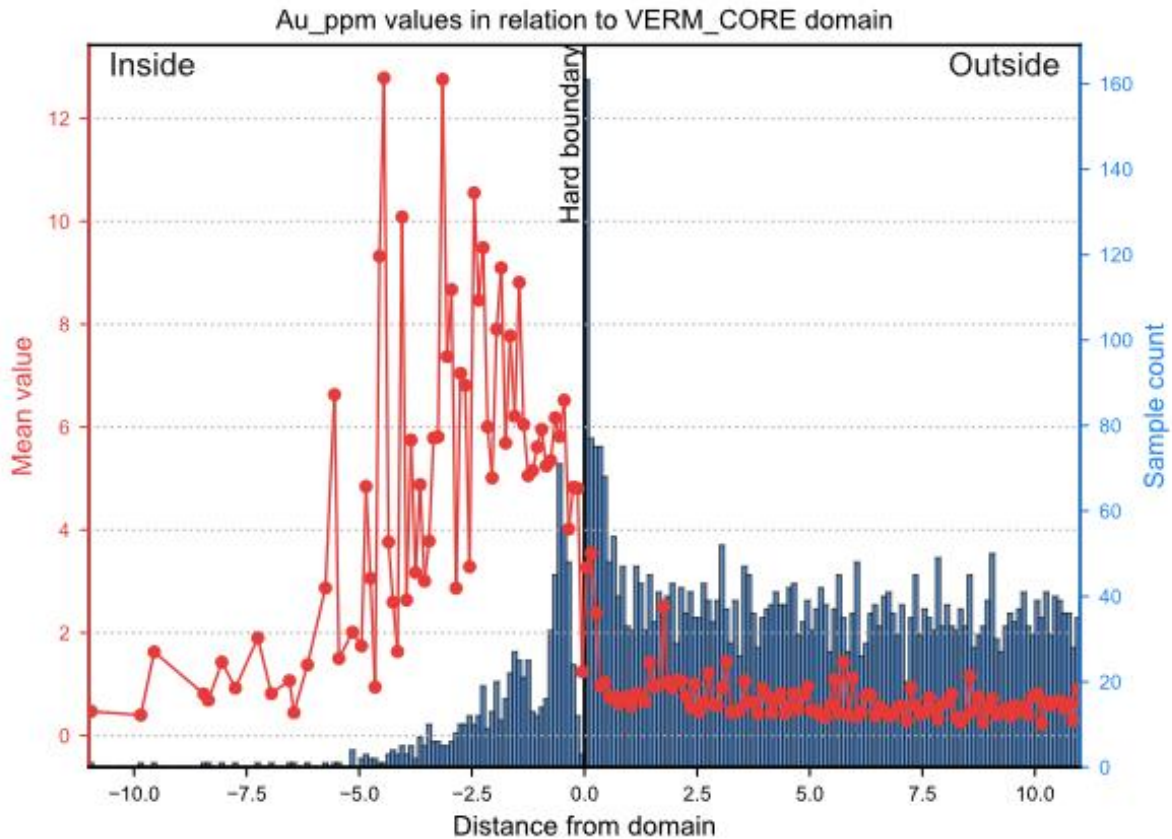 Au_ppm values in relation to VERM_CORE domain
Inside
Hard boundary
Outside
12
10
8
6
4
2
0
Mean value
160
140
120
100
80
60
40
20
0
Sample count
−10.0 −7.5 −5.0 −2.5 0.0 2.5 5.0 7.5 10.0
Distance from domain